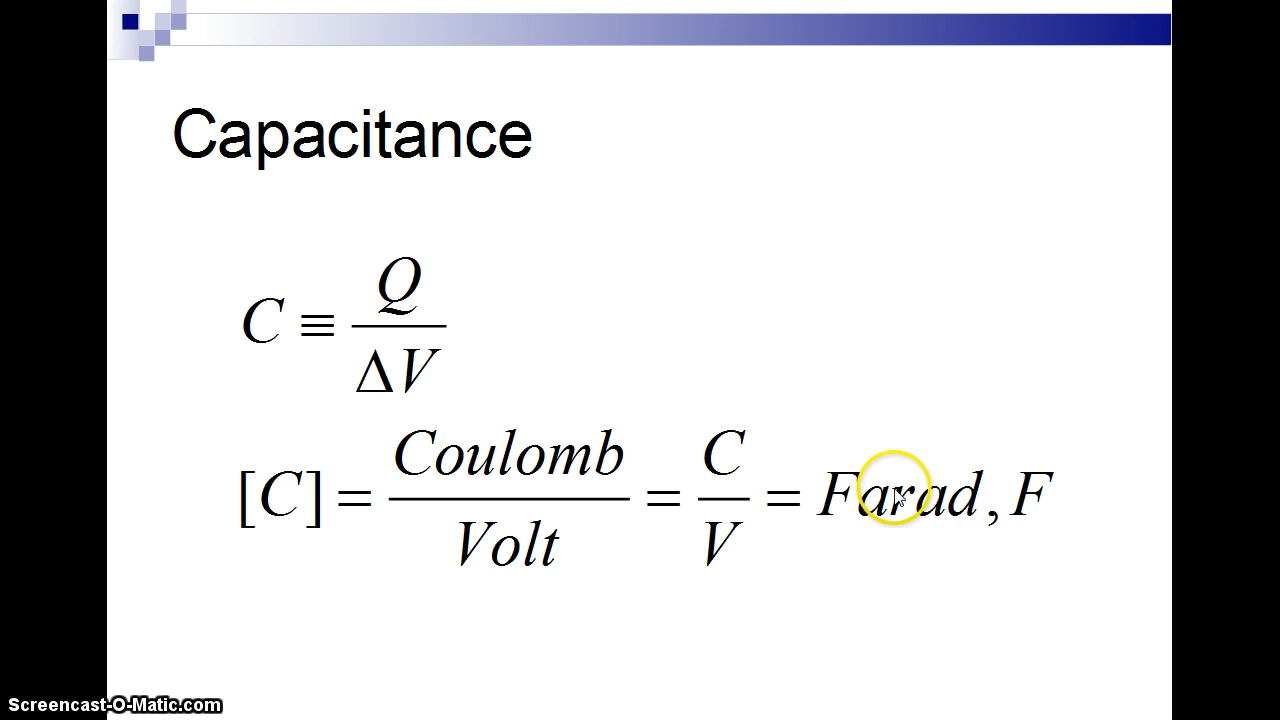 Capacitance
C ≡ Q / ΔV
[C] = Coulomb / Volt = C / V = Farad, F
Screencast-O-Matic.com